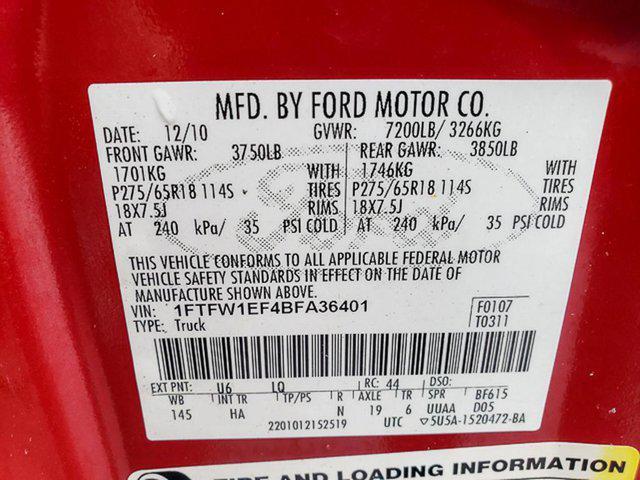 MFD. BY FORD MOTOR CO.
DATE: 12/10 GVWR: 7200LB/ 3266KG
FRONT GAWR: 3750LB REAR GAWR: 3850LB
1701KG WITH 1746KG WITH
P275/65R18 114S TIRES P275/65R18 114S TIRES
18X7.5J RIMS 18X7.5J RIMS
AT 240 kPa/ 35 PSI COLD AT 240 kPa/ 35 PSI COLD
THIS VEHICLE CONFORMS TO ALL APPLICABLE FEDERAL MOTOR
VEHICLE SAFETY STANDARDS IN EFFECT ON THE DATE OF
MANUFACTURE SHOWN ABOVE.
VIN: 1FTFW1EF4BFA36401 F0107
TYPE: Truck T0311
EXT PNT: U6 LQ RC: 44 DSO:
WB INT TR TP/PS R AXLE TR SPR BF615
145 HA N 19 6 UUAA D05
2201012152519 UTC ▽5U5A-1520472-BA
TIRE AND LOADING INFORMATION